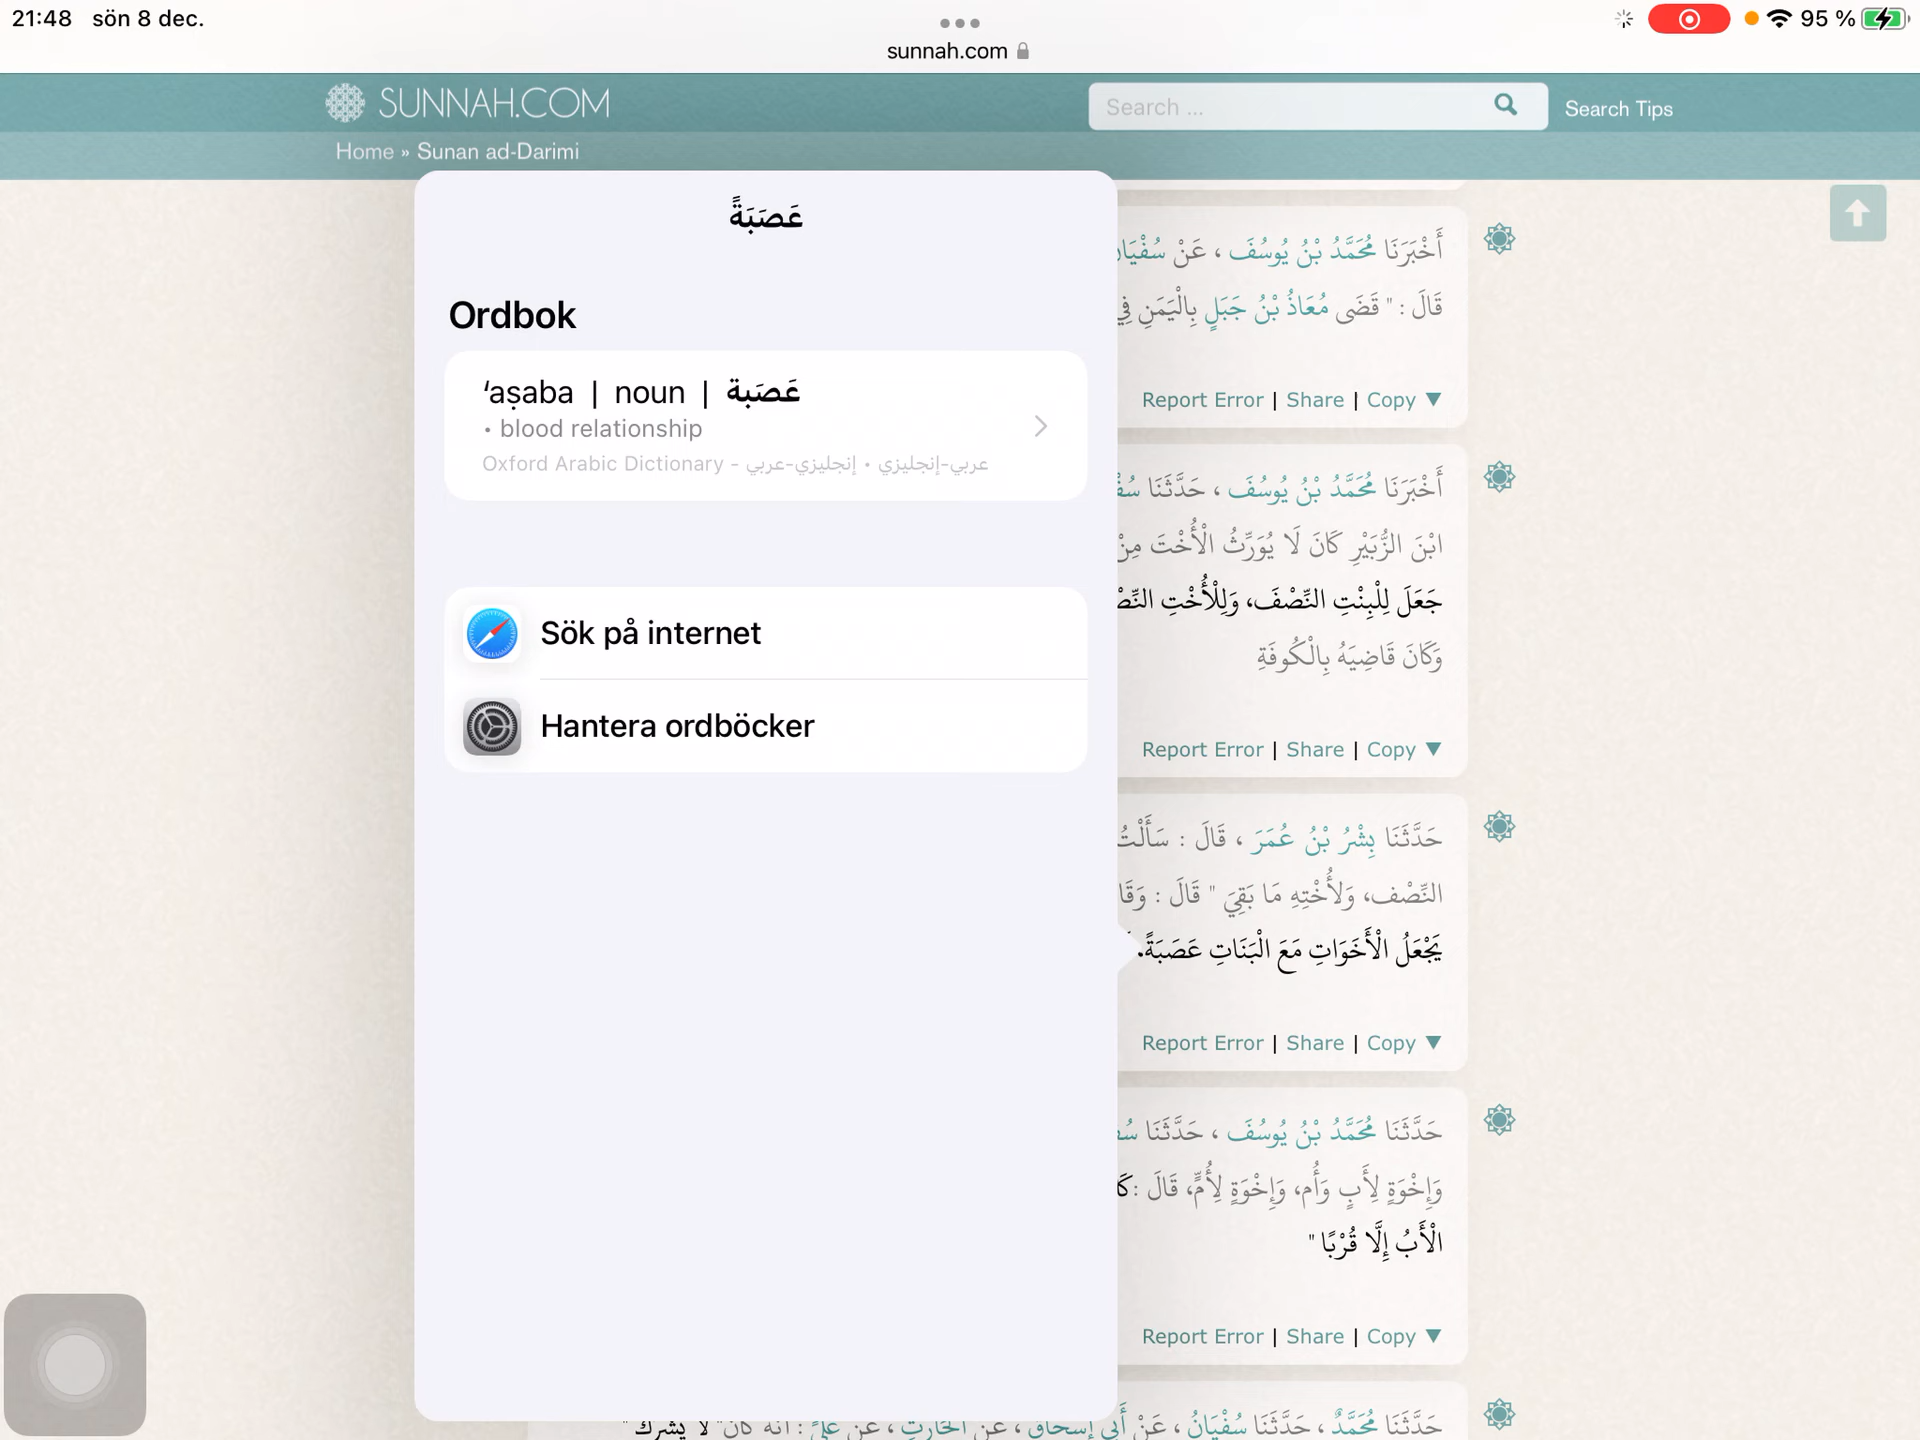 21:48 sön 8 dec.
95 %
sunnah.com
SUNNAH.COM
Search ...
Search Tips
Home » Sunan ad-Darimi
عَصَبَةً
Ordbok
‘aṣaba | noun | عَصَبة
• blood relationship
Oxford Arabic Dictionary - عربي-إنجليزي • إنجليزي-عربي
Sök på internet
Hantera ordböcker
أَخْبَرَنَا مُحَمَّدُ بْنُ يُوسُفَ ، عَنْ سُفْيَان
قَالَ : " قَضَى مُعَاذُ بْنُ جَبَلٍ بِالْيَمَنِ فِي
Report Error | Share | Copy ▼
أَخْبَرَنَا مُحَمَّدُ بْنُ يُوسُفَ ، حَدَّثَنَا
ابْنَ الزُّبَيْرِ كَانَ لَا يُوَرِّثُ الْأُخْتَ مِنْ
جَعَلَ لِلْبِنْتِ النِّصْفَ، وَلِلْأُخْتِ
وَكَانَ قَاضِيَهُ بِالْكُوفَةِ
Report Error | Share | Copy ▼
حَدَّثَنَا بِشْرُ بْنُ عُمَرَ ، قَالَ : سَأَلْتُ
النِّصْف، وَلأُخْتِهِ مَا بَقِيَ " قَالَ : وَقَا
يَجْعَلُ الْأَخَوَاتِ مَعَ الْبَنَاتِ عَصَبَةً.
Report Error | Share | Copy ▼
حَدَّثَنَا مُحَمَّدُ بْنُ يُوسُفَ ، حَدَّثَنَا
وَإِخْوَةٍ لِأَبٍ وَأُم، وَإِخْوَةٍ لِأُمٍّ، قَالَ :
الْأَبُ إِلَّا قُرْبًا "
Report Error | Share | Copy ▼
حَدَّثَنَا مُحَمَّدٌ ، حَدَّثَنَا سُفْيَانُ ، عَنْ أَبِي إِسْحَاقَ ، عَنِ الْحَارِثِ ، عَنْ عَلِيٍّ : أَنَّهُ كَانَ " لَا يُشَرِّكُ "